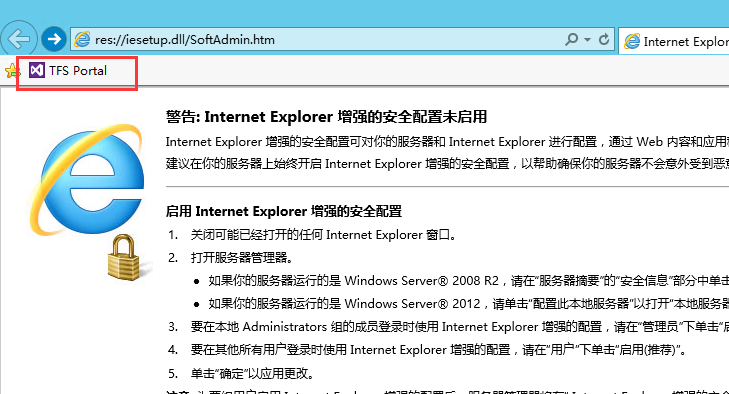 res://iesetup.dll/SoftAdmin.htm
Internet Explor
TFS Portal
警告: Internet Explorer 增强的安全配置未启用
Internet Explorer 增强的安全配置可对你的服务器和 Internet Explorer 进行配置，通过 Web 内容和应用
建议在你的服务器上始终开启 Internet Explorer 增强的安全配置，以帮助确保你的服务器不会意外受到恶
启用 Internet Explorer 增强的安全配置
1. 关闭可能已经打开的任何 Internet Explorer 窗口。
2. 打开服务器管理器。
• 如果你的服务器运行的是 Windows Server® 2008 R2，请在“服务器摘要”的“安全信息”部分中单击
• 如果你的服务器运行的是 Windows Server® 2012，请单击“配置此本地服务器”以打开“本地服务器
3. 要在本地 Administrators 组的成员登录时使用 Internet Explorer 增强的配置，请在“管理员”下单击“启
4. 要在其他所有用户登录时使用 Internet Explorer 增强的配置，请在“用户”下单击“启用(推荐)”。
5. 单击“确定”以应用更改。